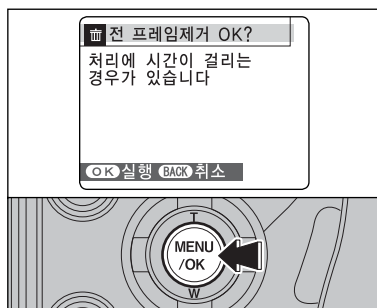 전 프레임제거 OK?
처리에 시간이 걸리는
경우가 있습니다
OK 실행 BACK 취소
T
MENU
/OK
W